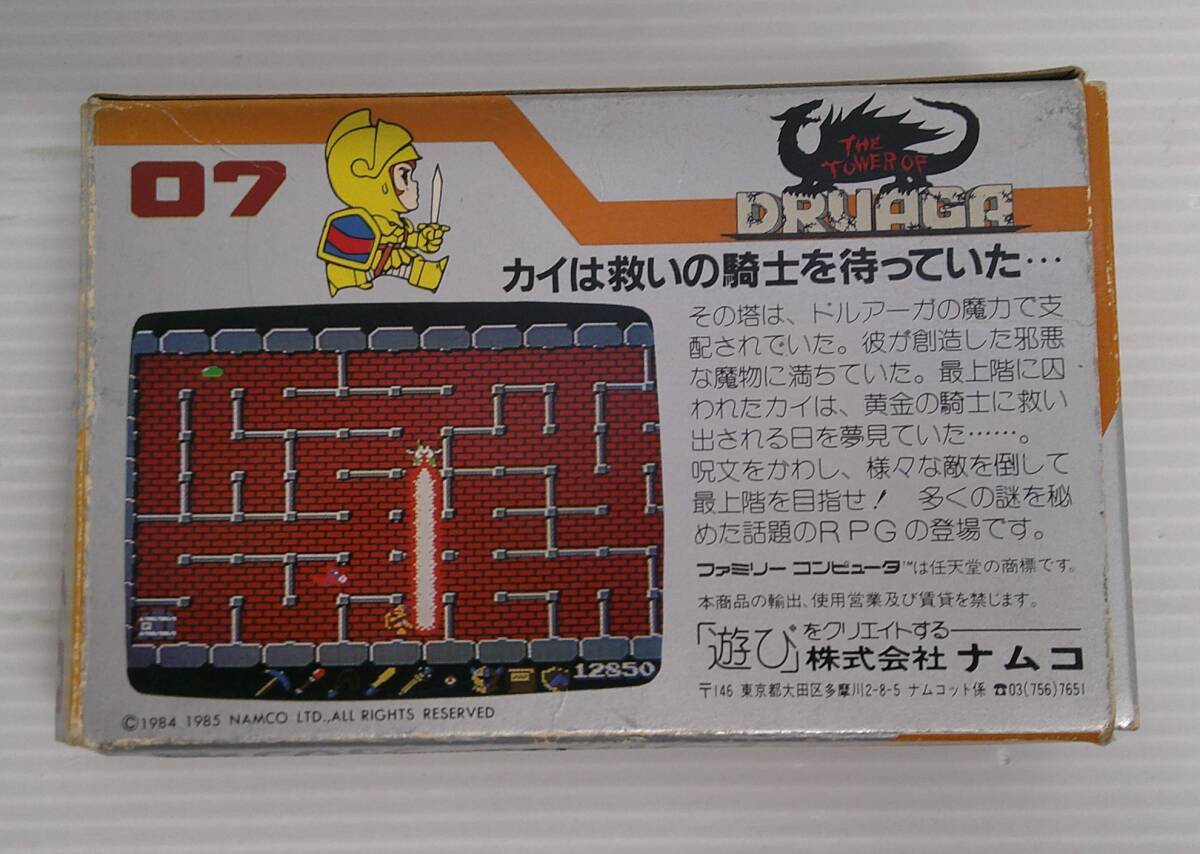 07
THE
TOWER OF
DRUAGA
カイは救いの騎士を待っていた…
その塔は、ドルアーガの魔力で支
配されでいた。彼が創造した邪悪
な魔物に満ちていた。最上階に囚
われたカイは、黄金の騎士に救い
出される日を夢見ていた……。
呪文をかわし、様々な敵を倒して
最上階を目指せ! 多くの謎を秘
めた話題のRPGの登場です。
ファミリー コンピュータ™は任天堂の商標です。
本商品の輸出、使用営業及び賃貸を禁じます。
「遊び」をクリエイトする
株式会社 ナムコ
〒146 東京都大田区多摩川2-8-5 ナムコット係 ☎03(756)7651
12850
©1984 1985 NAMCO LTD.,ALL RIGHTS RESERVED